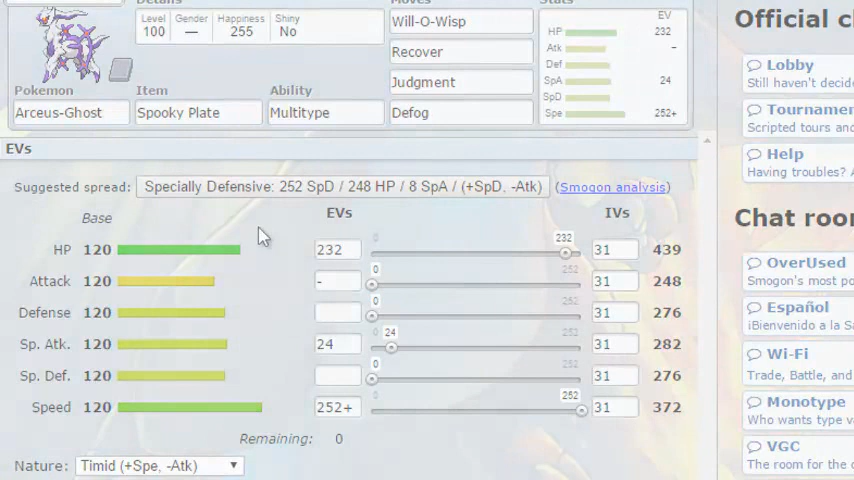 Details
Moves
Stats
Level
100
Gender
—
Happiness
255
Shiny
No
Will-O-Wisp
Recover
Judgment
Defog
EV
HP 232
Atk –
Def
SpA 24
SpD
Spe 252+
Pokemon
Arceus-Ghost
Item
Spooky Plate
Ability
Multitype
EVs
Suggested spread: Specially Defensive: 252 SpD / 248 HP / 8 SpA / (+SpD, -Atk) (Smogon analysis)
Base EVs IVs
HP 120 232 0 232 31 439
Attack 120 - 0 252 31 248
Defense 120 0 252 31 276
Sp. Atk. 120 24 0 24 252 31 282
Sp. Def. 120 0 252 31 276
Speed 120 252+ 0 252 31 372
Remaining: 0
Nature: Timid (+Spe, -Atk)
Official c
Lobby
Still haven't decide
Tournamen
Scripted tours and
Help
Having troubles? A
Chat roo
OverUsed
Smogon's most po
Español
¡Bienvenido a la Sa
Wi-Fi
Trade, Battle, and
Monotype
Who wants type va
VGC
The room for the o